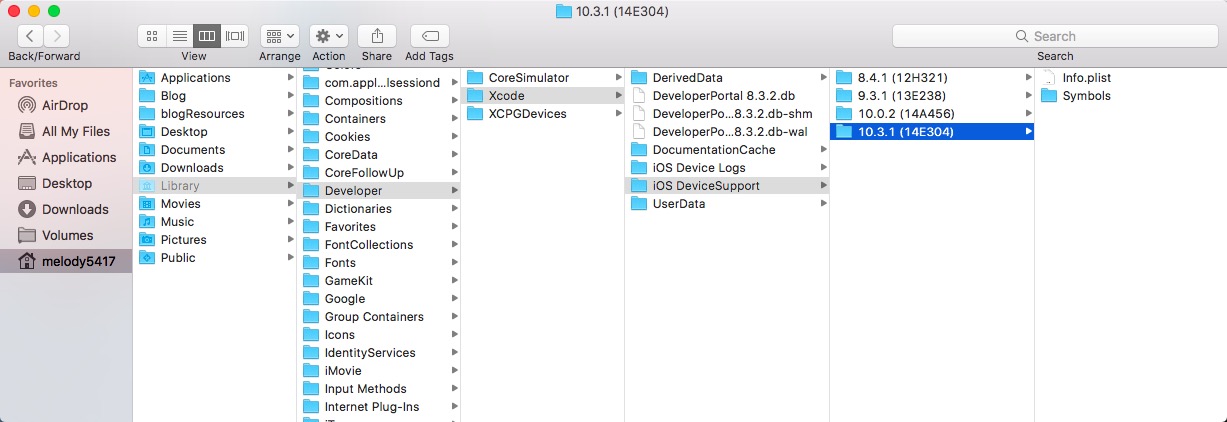 10.3.1 (14E304)
Search
Back/Forward
View
Arrange
Action
Share
Add Tags
Search
Favorites
AirDrop
All My Files
Applications
Desktop
Downloads
Volumes
melody5417
Applications
Blog
blogResources
Desktop
Documents
Downloads
Library
Movies
Music
Pictures
Public
com.appl...lsessiond
Compositions
Containers
Cookies
CoreData
CoreFollowUp
Developer
Dictionaries
Favorites
FontCollections
Fonts
GameKit
Google
Group Containers
Icons
IdentityServices
iMovie
Input Methods
Internet Plug-Ins
CoreSimulator
Xcode
XCPGDevices
DerivedData
DeveloperPortal 8.3.2.db
DeveloperPo...8.3.2.db-shm
DeveloperPo...8.3.2.db-wal
DocumentationCache
iOS Device Logs
iOS DeviceSupport
UserData
8.4.1 (12H321)
9.3.1 (13E238)
10.0.2 (14A456)
10.3.1 (14E304)
Info.plist
Symbols